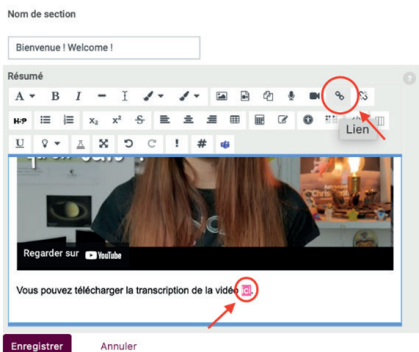 Nom de section
Bienvenue ! Welcome !
Résumé
Lien
Regarder sur YouTube
Vous pouvez télécharger la transcription de la vidéo ici.
Enregistrer
Annuler